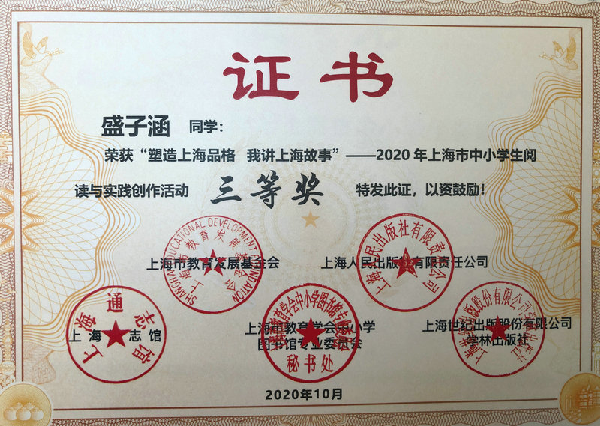 证书
盛子涵 同学：
荣获“塑造上海品格 我讲上海故事”——2020年上海市中小学生阅
读与实践创作活动 三等奖 特发此证，以资鼓励！
上海市教育发展基金会 上海人民出版社有限责任公司
上海通志馆 上海市教育学会中小学 上海世纪出版股份有限公司
图书馆专业委员会 学林出版社
秘书处
2020年10月